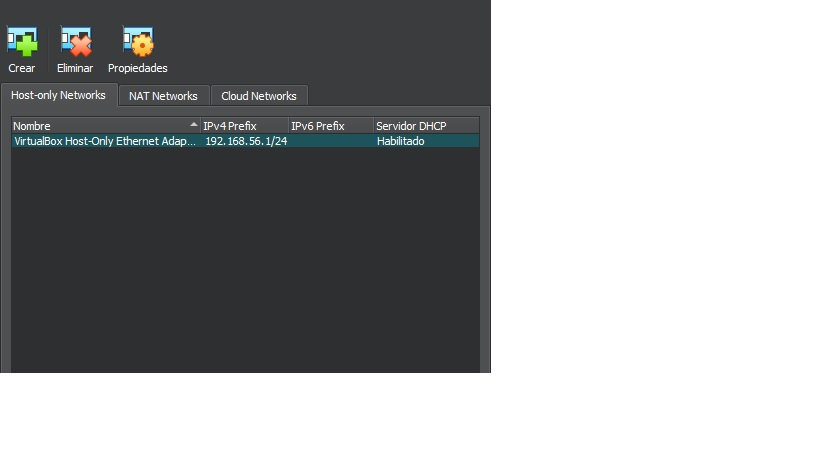 Crear Eliminar Propiedades
Host-only Networks NAT Networks Cloud Networks
Nombre IPv4 Prefix IPv6 Prefix Servidor DHCP
VirtualBox Host-Only Ethernet Adap... 192.168.56.1/24 Habilitado